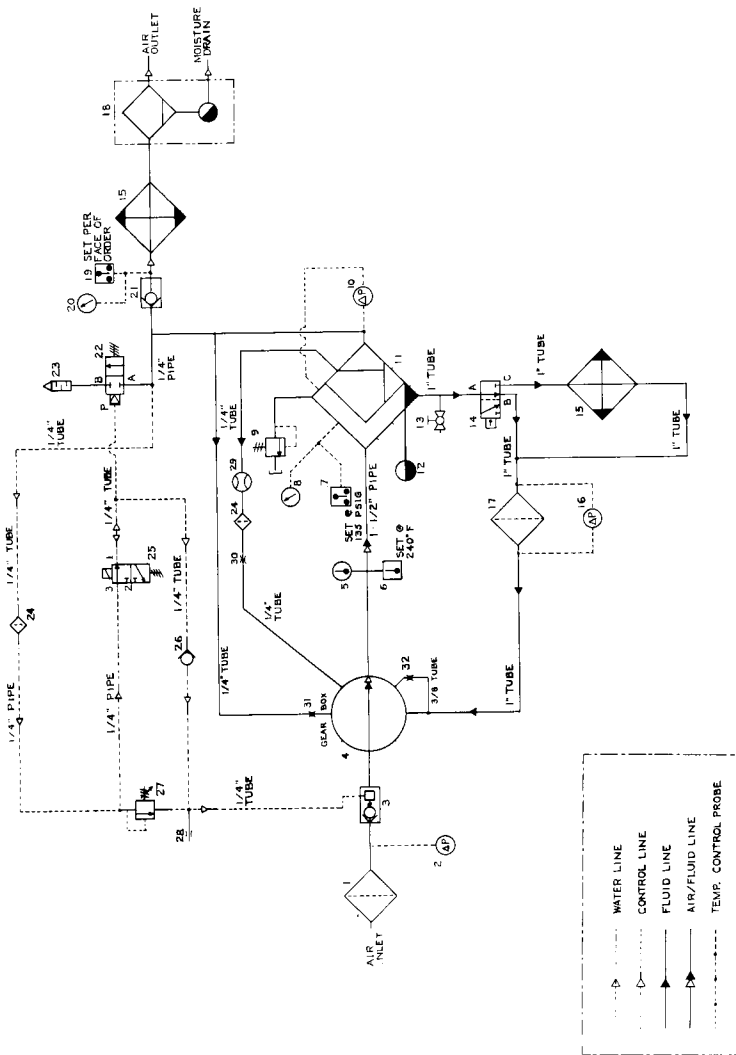 AIR
OUTLET
MOISTURE
DRAIN
18
15
19 SET PER
FACE OF
ORDER
20
21
23
B
22
P
A
1/4" PIPE
1/4" TUBE
1/4" TUBE
1/4" TUBE
24
1/4" PIPE
1
3
2
25
1/4" TUBE
26
1/4" PIPE
27
28
1/4" TUBE
3
2
ΔP
1
AIR
INLET
10
ΔP
11
1/4" TUBE
9
29
8
24
7
SET @
135 PSIG
30
1/4" TUBE
1/4" TUBE
31
GEAR BOX
4
32
3/8 TUBE
5
6
SET @
240°F
1-1/2" PIPE
12
13
1" TUBE
14
A
B
C
1" TUBE
15
1" TUBE
1" TUBE
17
16
ΔP
1" TUBE
WATER LINE
CONTROL LINE
FLUID LINE
AIR/FLUID LINE
TEMP. CONTROL PROBE